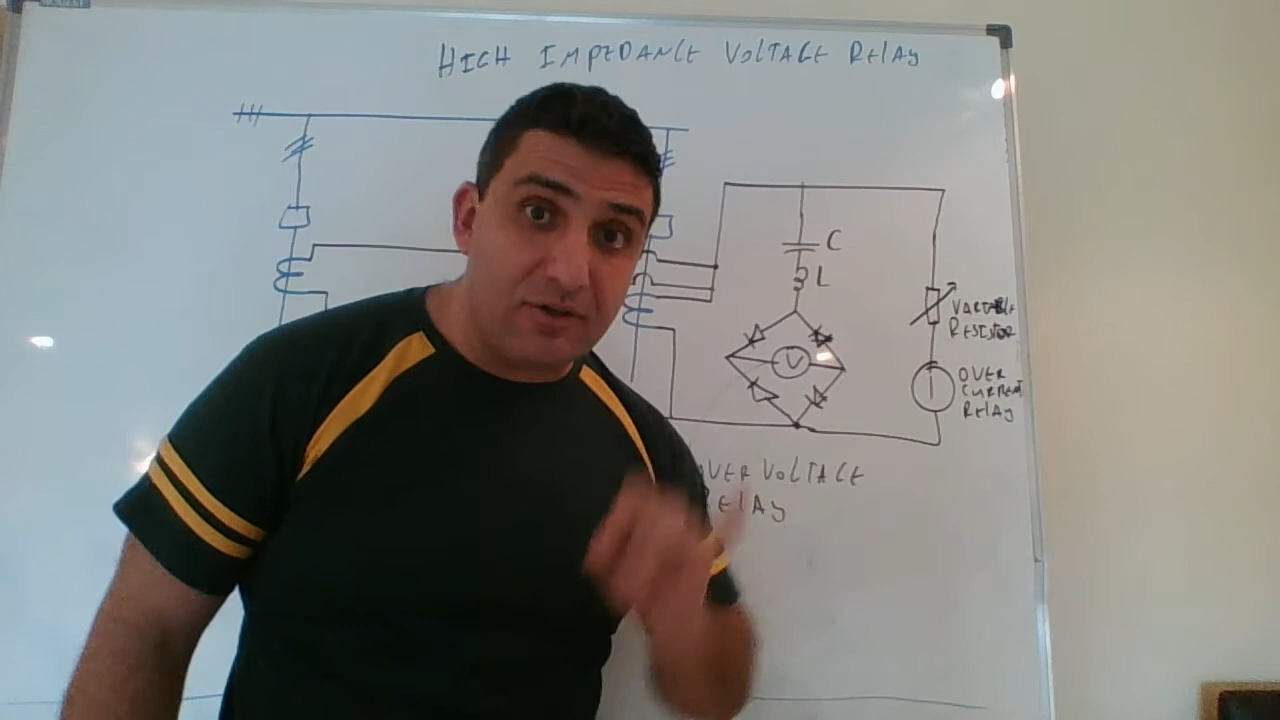 HIGH IMPEDANCE VOLTAGE RELAY
C
L
V
VARIABLE
RESISTOR
OVER
CURRENT
RELAY
OVER VOLTAGE
RELAY